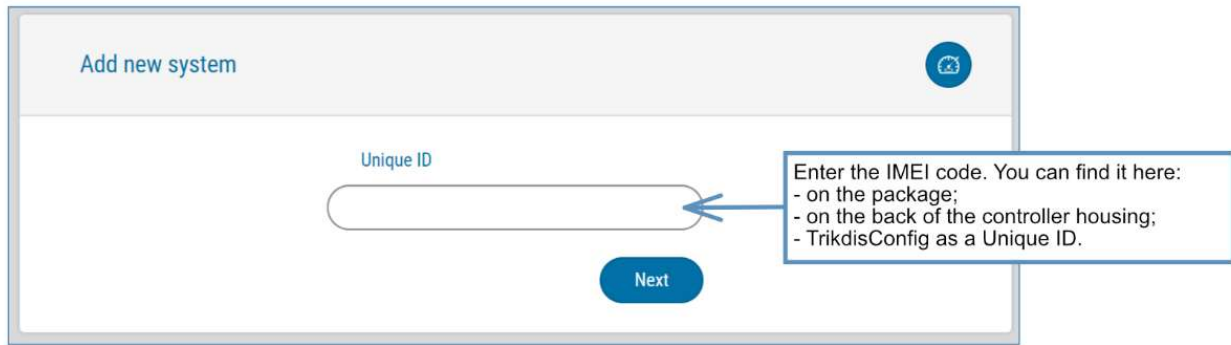 Add new system
Unique ID
Enter the IMEI code. You can find it here:
- on the package;
- on the back of the controller housing;
- TrikdisConfig as a Unique ID.
Next